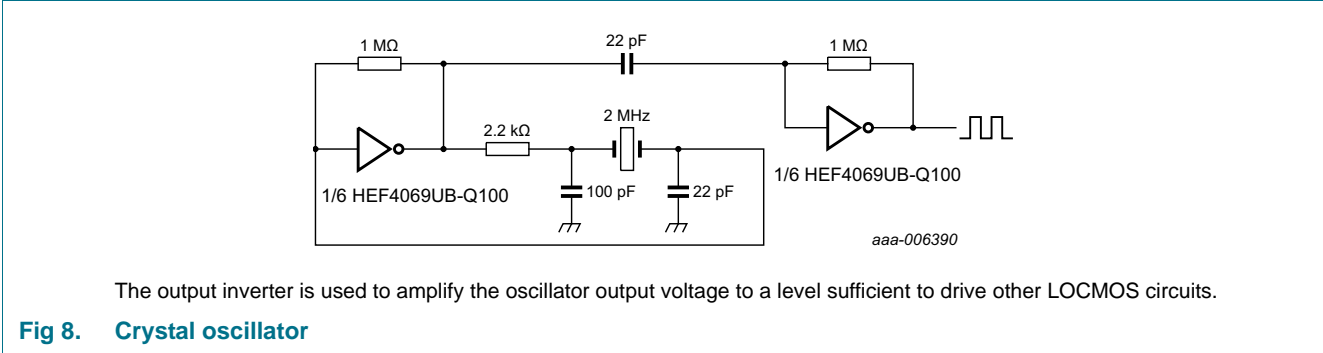 1 MΩ
22 pF
1 MΩ
2.2 kΩ
2 MHz
1/6 HEF4069UB-Q100
100 pF
22 pF
1/6 HEF4069UB-Q100
aaa-006390
The output inverter is used to amplify the oscillator output voltage to a level sufficient to drive other LOCMOS circuits.
Fig 8. Crystal oscillator